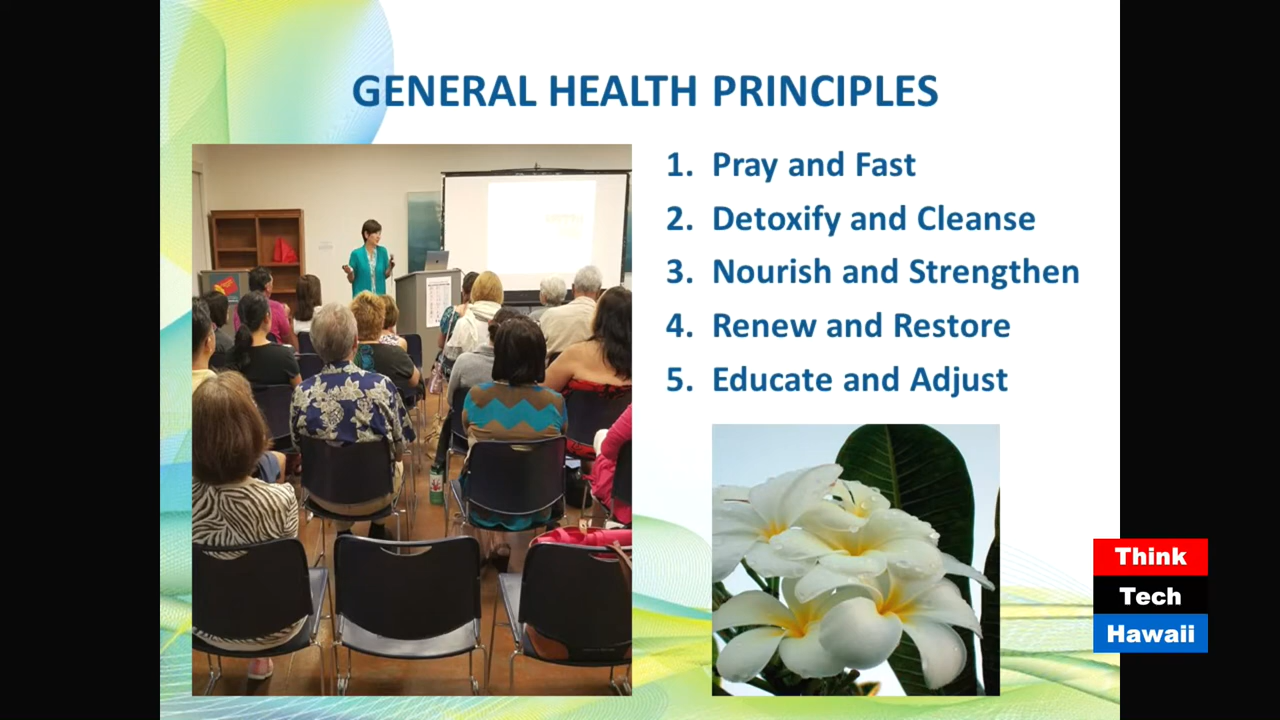 GENERAL HEALTH PRINCIPLES
1. Pray and Fast
2. Detoxify and Cleanse
3. Nourish and Strengthen
4. Renew and Restore
5. Educate and Adjust
Think
Tech
Hawaii